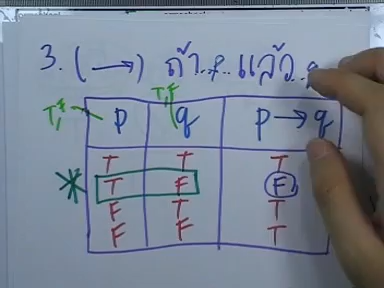 3. (→) ถ้า..p..แล้ว..q
T,F T,F
p q p → q
T T T
* T F F
F T T
F F T